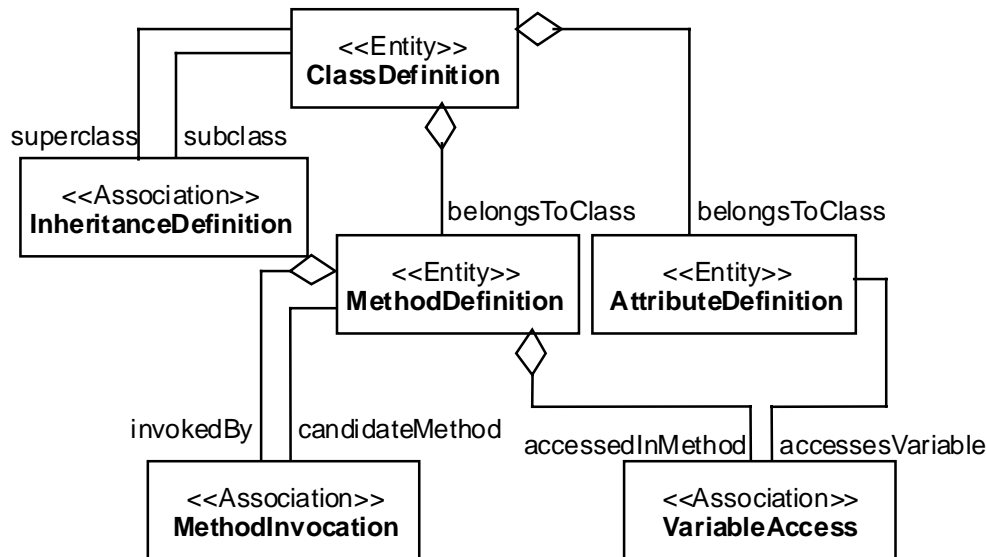 <<Entity>>
ClassDefinition
superclass
subclass
<<Association>>
InheritanceDefinition
belongsToClass
belongsToClass
<<Entity>>
MethodDefinition
<<Entity>>
AttributeDefinition
invokedBy
candidateMethod
accessedInMethod
accessesVariable
<<Association>>
MethodInvocation
<<Association>>
VariableAccess